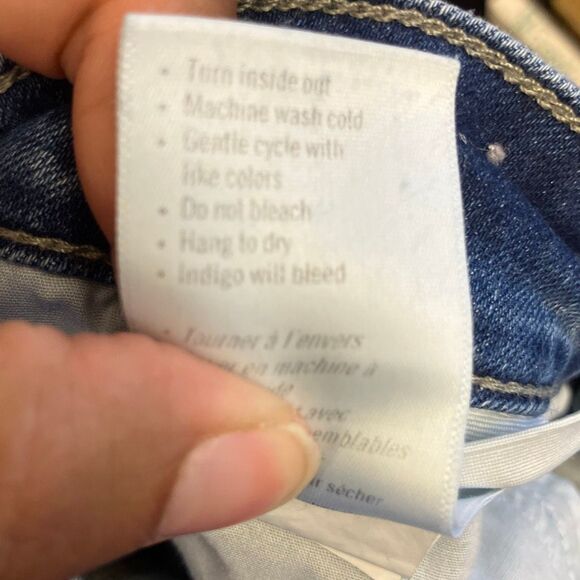 • Turn inside out
• Machine wash cold
• Gentle cycle with
like colors
• Do not bleach
• Hang to dry
• Indigo will bleed
• Tourner à l'envers
en machine à
avec
sécher